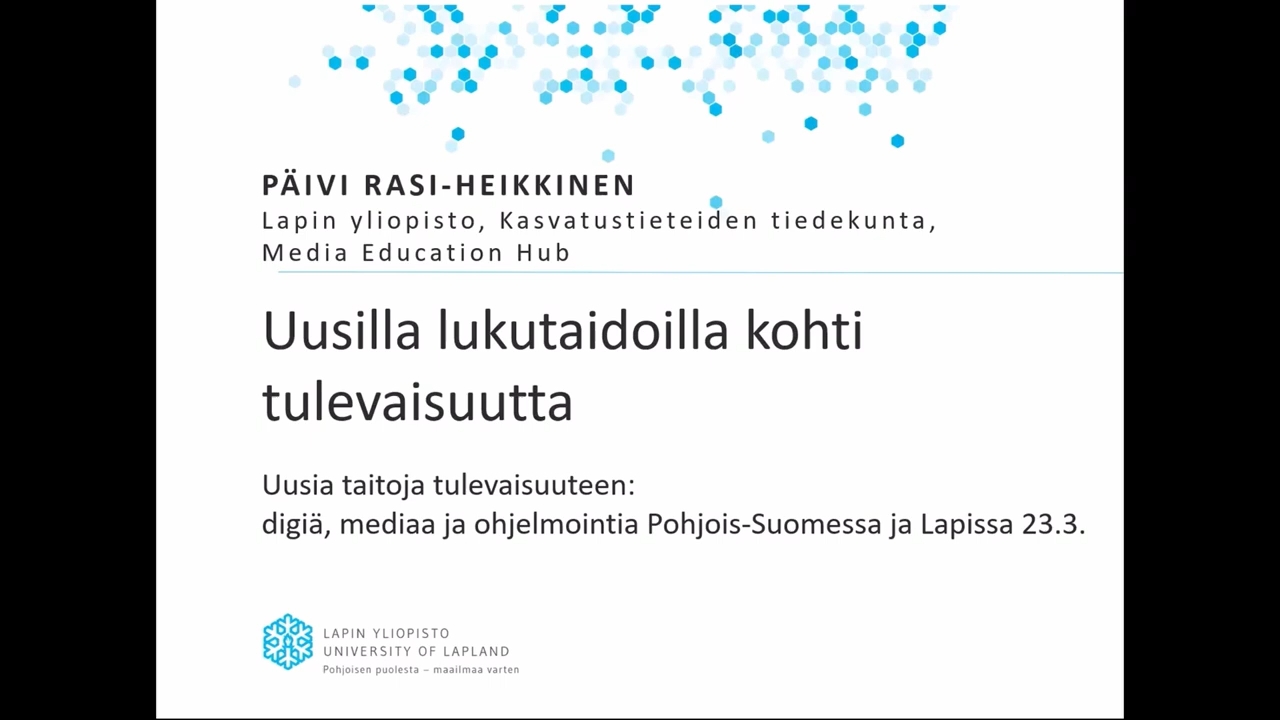 PÄIVI RASI-HEIKKINEN
Lapin yliopisto, Kasvatustieteiden tiedekunta,
Media Education Hub
Uusilla lukutaidoilla kohti
tulevaisuutta
Uusia taitoja tulevaisuuteen:
digiä, mediaa ja ohjelmointia Pohjois-Suomessa ja Lapissa 23.3.
LAPIN YLIOPISTO
UNIVERSITY OF LAPLAND
Pohjoisen puolesta – maailmaa varten